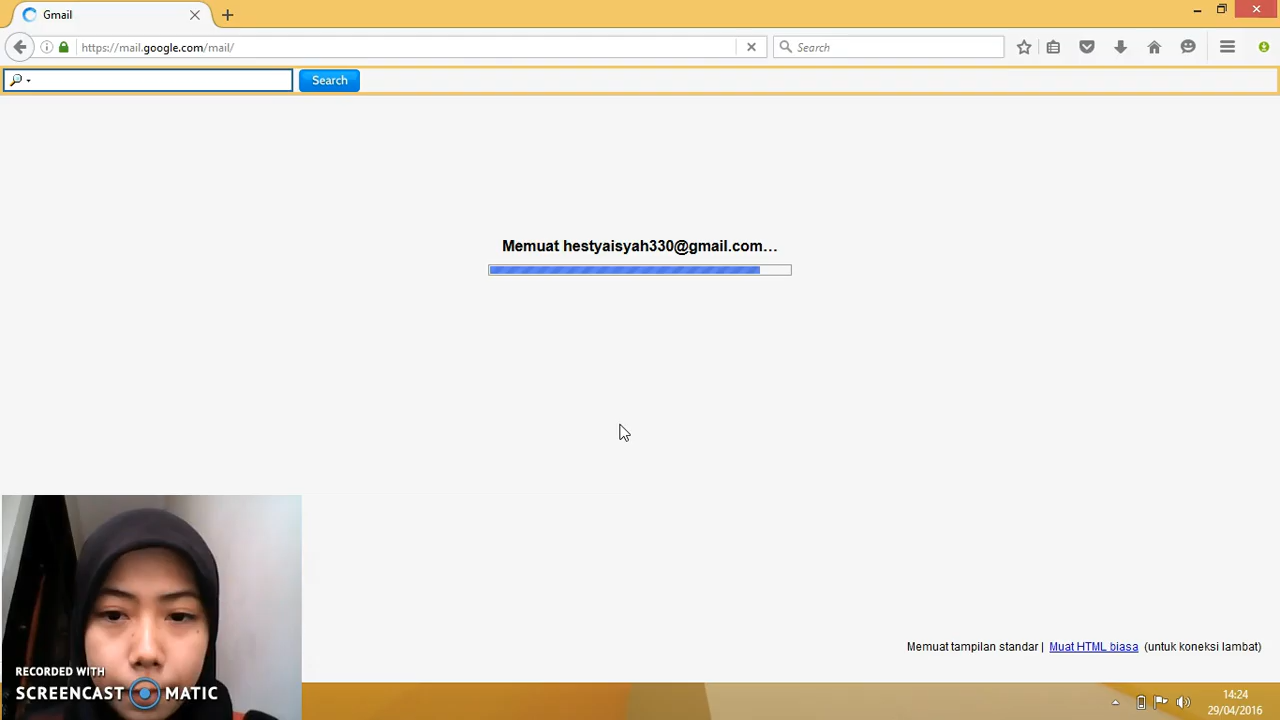 Gmail
https://mail.google.com/mail/
Search
Search
Memuat hestyaisyah330@gmail.com…
Memuat tampilan standar | Muat HTML biasa (untuk koneksi lambat)
RECORDED WITH
SCREENCAST MATIC
14:24
29/04/2016